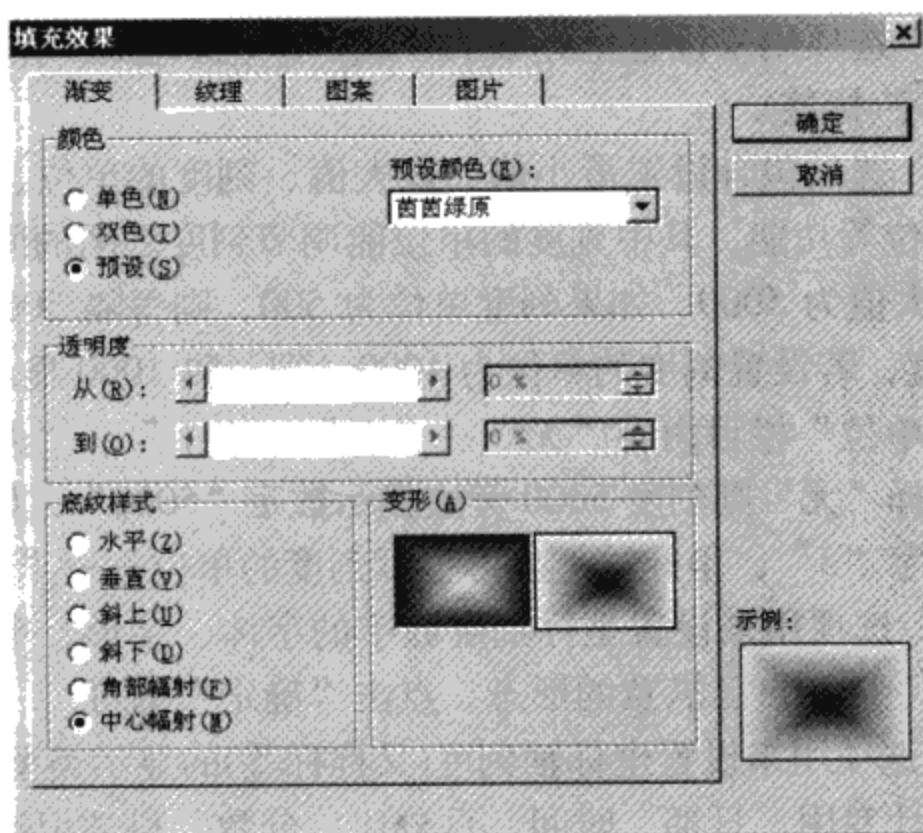 填充效果
渐变 纹理 图案 图片
确定
取消
颜色
预设颜色(E):
单色(N)
茵茵绿原
双色(T)
预设(S)
透明度
从(R): 0 %
到(O): 0 %
底纹样式
变形(A)
水平(Z)
垂直(V)
斜上(U)
斜下(D)
角部幅射(F)
中心幅射(M)
示例: